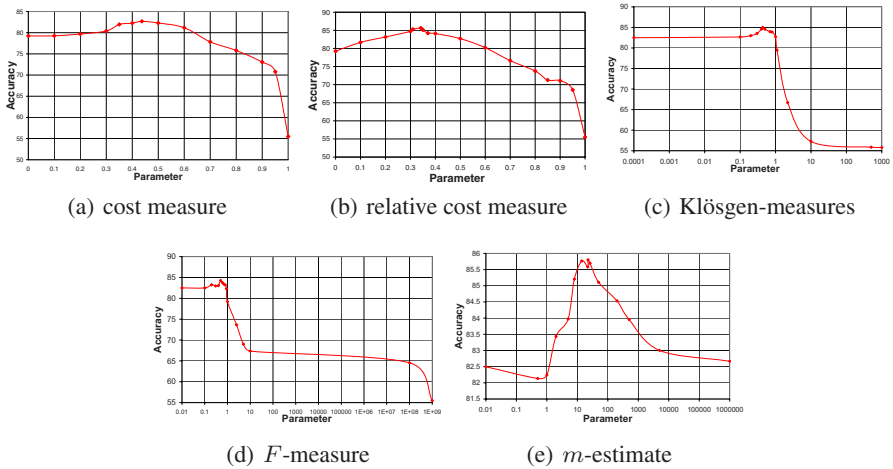 85
80
75
70
65
60
55
50
Accuracy
0 0.1 0.2 0.3 0.4 0.5 0.6 0.7 0.8 0.9 1
Parameter
(a) cost measure
90
85
80
75
70
65
60
55
50
Accuracy
0 0.1 0.2 0.3 0.4 0.5 0.6 0.7 0.8 0.9 1
Parameter
(b) relative cost measure
90
85
80
75
70
65
60
55
Accuracy
0.0001 0.001 0.01 0.1 1 10 100 1000
Parameter
(c) Klösgen-measures
90
85
80
75
70
65
60
55
Accuracy
0.01 0.1 1 10 100 1000 10000 100000 1E+06 1E+07 1E+08 1E+09
Parameter
(d) F-measure
86
85.5
85
84.5
84
83.5
83
82.5
82
81.5
Accuracy
0.01 0.1 1 10 100 1000 10000 100000 1000000
Parameter
(e) m-estimate